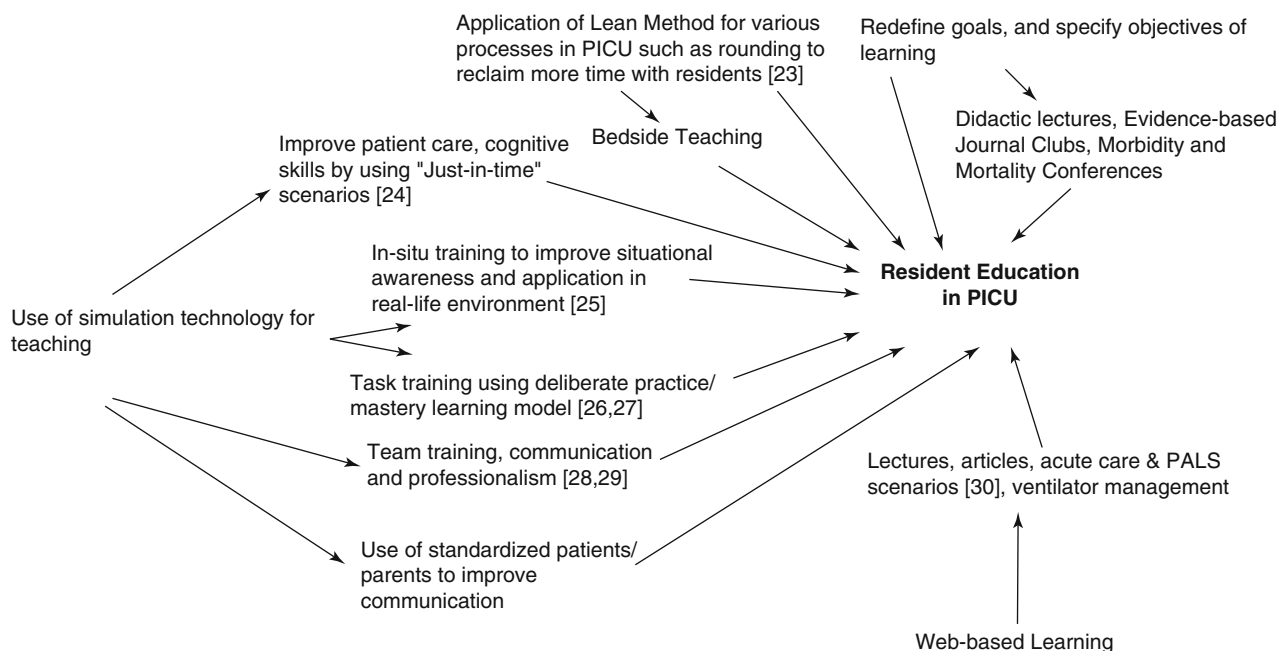 Application of Lean Method for various
processes in PICU such as rounding to
reclaim more time with residents [23]
Redefine goals, and specify objectives of
learning
Bedside Teaching
Didactic lectures, Evidence-based
Journal Clubs, Morbidity and
Mortality Conferences
Improve patient care, cognitive
skills by using "Just-in-time"
scenarios [24]
In-situ training to improve situational
awareness and application in
real-life environment [25]
Resident Education
in PICU
Use of simulation technology for
teaching
Task training using deliberate practice/
mastery learning model [26,27]
Team training, communication
and professionalism [28,29]
Lectures, articles, acute care & PALS
scenarios [30], ventilator management
Use of standardized patients/
parents to improve
communication
Web-based Learning